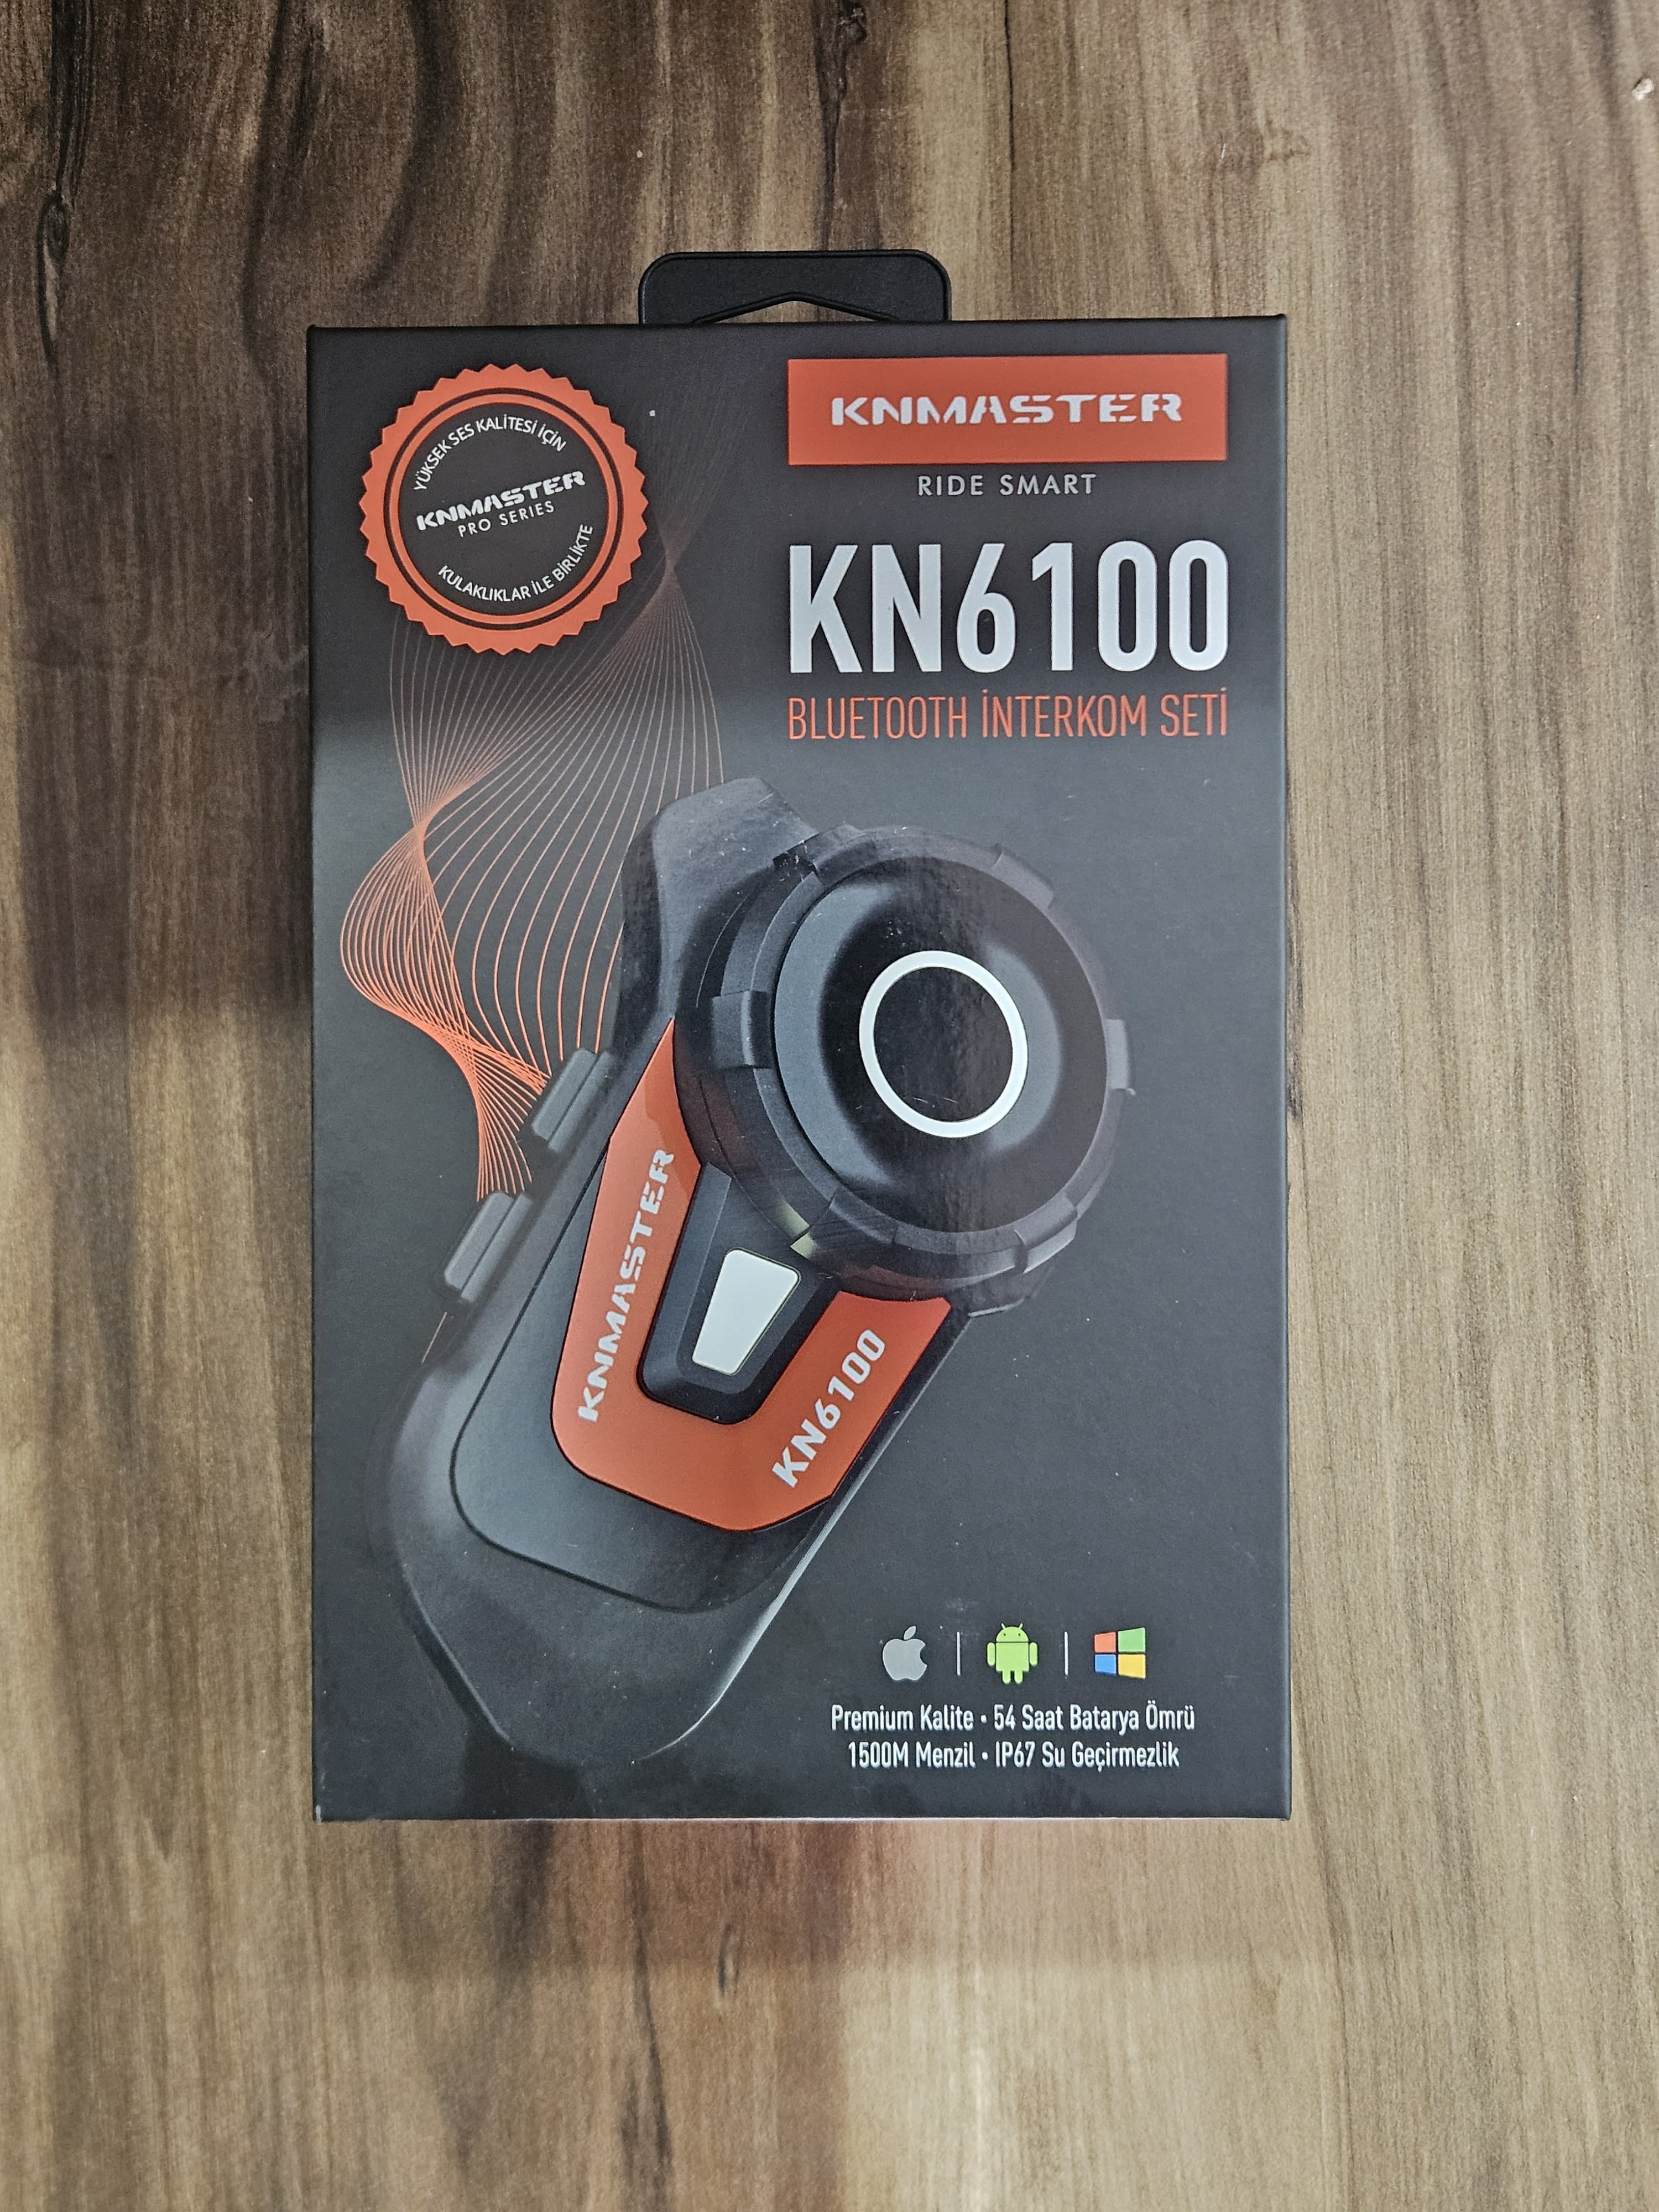 YÜKSEK SES KALİTESİ İÇİN
KNMASTER
PRO SERIES
KULAKLIKLAR İLE BİRLİKTE
KNMASTER
RIDE SMART
KN6100
BLUETOOTH İNTERKOM SETİ
KNMASTER
KN6100
Premium Kalite • 54 Saat Batarya Ömrü
1500M Menzil • IP67 Su Geçirmezlik